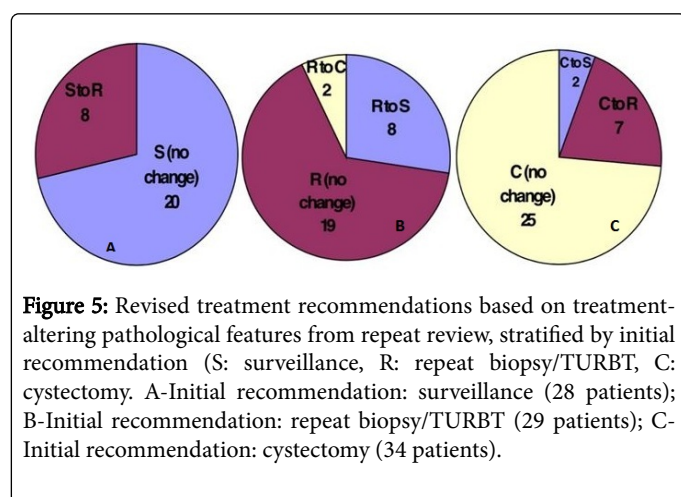 StoR
8
S (no
change)
20
A
RtoC
2
RtoS
8
R (no
change)
19
B
CtoS
2
CtoR
7
C (no
change)
25
C
Figure 5: Revised treatment recommendations based on treatment-
altering pathological features from repeat review, stratified by initial
recommendation (S: surveillance, R: repeat biopsy/TURBT, C:
cystectomy. A-Initial recommendation: surveillance (28 patients);
B-Initial recommendation: repeat biopsy/TURBT (29 patients); C-
Initial recommendation: cystectomy (34 patients).